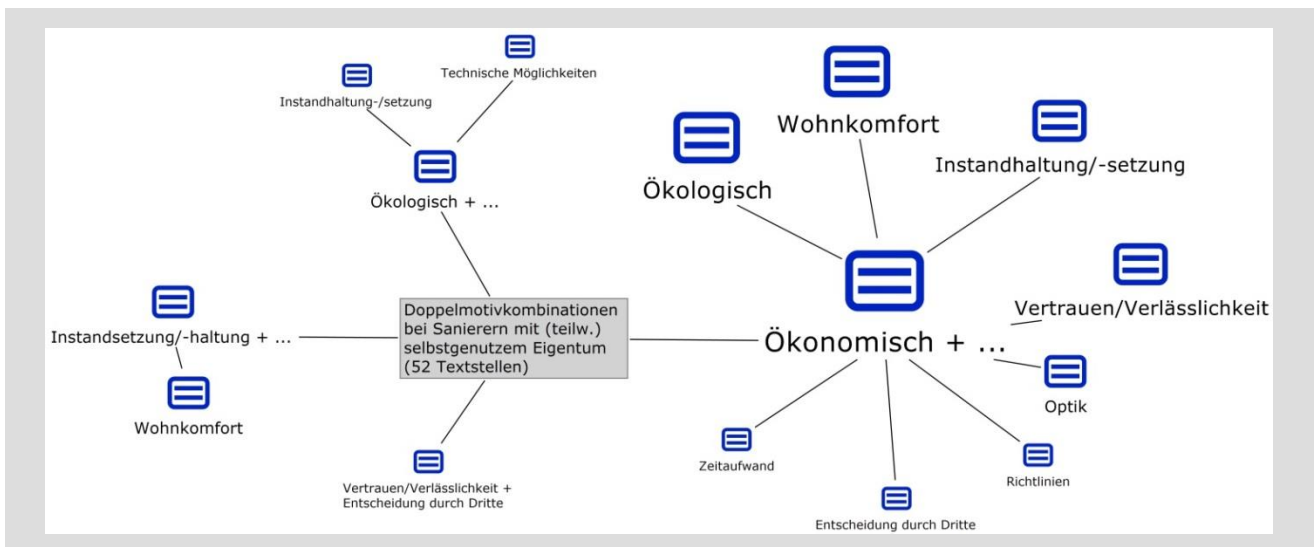 Technische Möglichkeiten
Instandhaltung-/setzung
Ökologisch + ...
Wohnkomfort
Ökologisch
Instandhaltung/-setzung
Instandsetzung/-haltung + ...
Wohnkomfort
Doppelmotivkombinationen
bei Sanierern mit (teilw.)
selbstgenutztem Eigentum
(52 Textstellen)
Ökonomisch + ...
Vertrauen/Verlässlichkeit
Optik
Zeitaufwand
Richtlinien
Entscheidung durch Dritte
Vertrauen/Verlässlichkeit +
Entscheidung durch Dritte